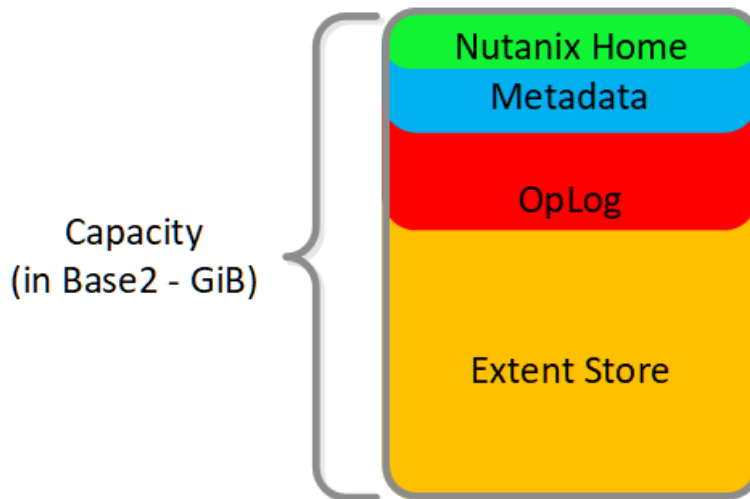 Nutanix Home
Metadata
OpLog
Capacity
(in Base2 - GiB)
Extent Store